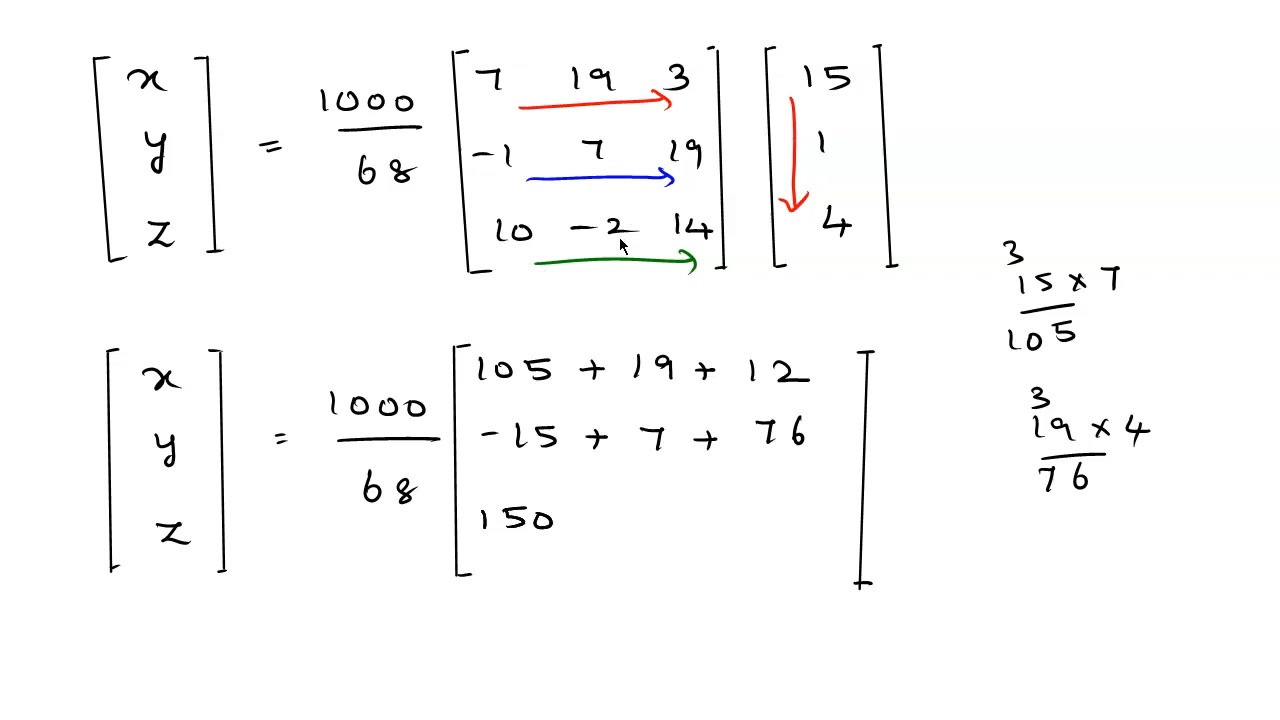 x 1000 7 19 3 15
y = 68 -1 7 19 1
z 10 -2 14 4
3
15 x 7
105
x 1000 105 + 19 + 12
y = 68 -15 + 7 + 76
z 150
3
19 x 4
76